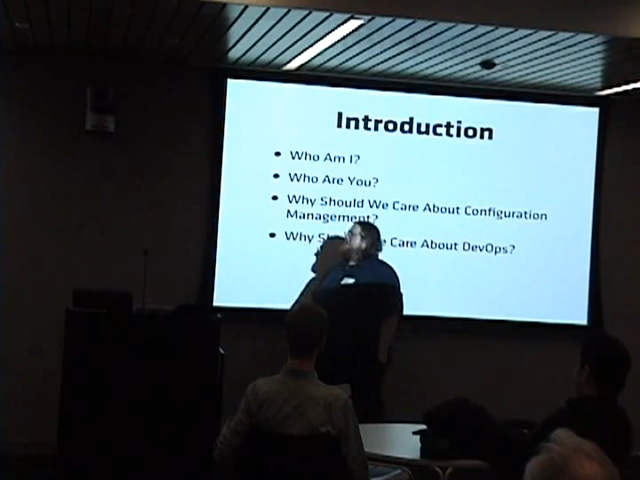 Introduction
Who Am I?
Who Are You?
Why Should We Care About Configuration
Management?
Why Care About DevOps?